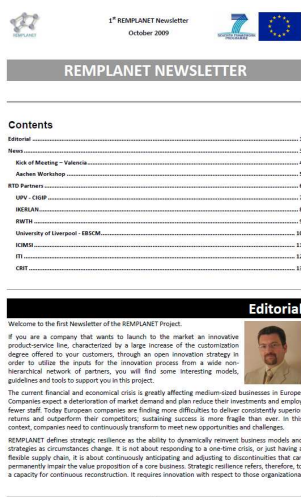 1st REMPLANET Newsletter
October 2009
REMPLANET
SEVENTH FRAMEWORK
PROGRAMME
REMPLANET NEWSLETTER
Contents
Editorial
News
Kick of Meeting – Valencia
Aachen Workshop
RTD Partners
UPV - CIGIP
IKERLAN
RWTH
University of Liverpool - EBSCM
ICIMSI
ITI
CRIT
Editorial
Welcome to the first Newsletter of the REMPLANET Project.
If you are a company that wants to launch to the market an innovative
product-service line, characterized by a large increase of the customization
degree offered to your customers, through an open innovation strategy in
order to utilize the inputs for the innovation process from a wide non-
hierarchical network of partners, you will find some interesting models,
guidelines and tools to support you in this project.
The current financial and economical crisis is greatly affecting medium-sized businesses in Europe.
Companies expect a deterioration of market demand and plan reduce their investments and employ
fewer staff. Today European companies are finding more difficulties to deliver consistently superior
returns and outperform their competitors; sustaining success is more fragile than ever. In this
context, companies need to continuously transform to meet new opportunities and challenges.
REMPLANET defines strategic resilience as the ability to dynamically reinvent business models and
strategies as circumstances change. It is not about responding to a one-time crisis, or just having a
flexible supply chain, it is about continuously anticipating and adjusting to discontinuities that can
permanently impair the value proposition of a core business. Strategic resilience refers, therefore, to
a capacity for continuous reconstruction. It requires innovation with respect to those organizational